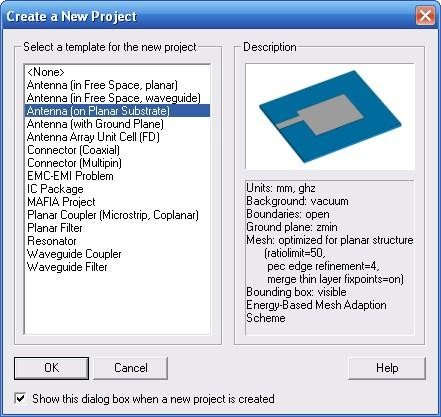 Create a New Project
Select a template for the new project
<None>
Antenna (in Free Space, planar)
Antenna (in Free Space, waveguide)
Antenna (on Planar Substrate)
Antenna (with Ground Plane)
Antenna Array Unit Cell (FD)
Connector (Coaxial)
Connector (Multipin)
EMC-EMI Problem
IC Package
MAFIA Project
Planar Coupler (Microstrip, Coplanar)
Planar Filter
Resonator
Waveguide Coupler
Waveguide Filter
Description
Units: mm, ghz
Background: vacuum
Boundaries: open
Ground plane: zmin
Mesh: optimized for planar structure
(ratiolimit=50,
pec edge refinement=4,
merge thin layer fixpoints=on)
Bounding box: visible
Energy-Based Mesh Adaption
Scheme
OK
Cancel
Help
Show this dialog box when a new project is created